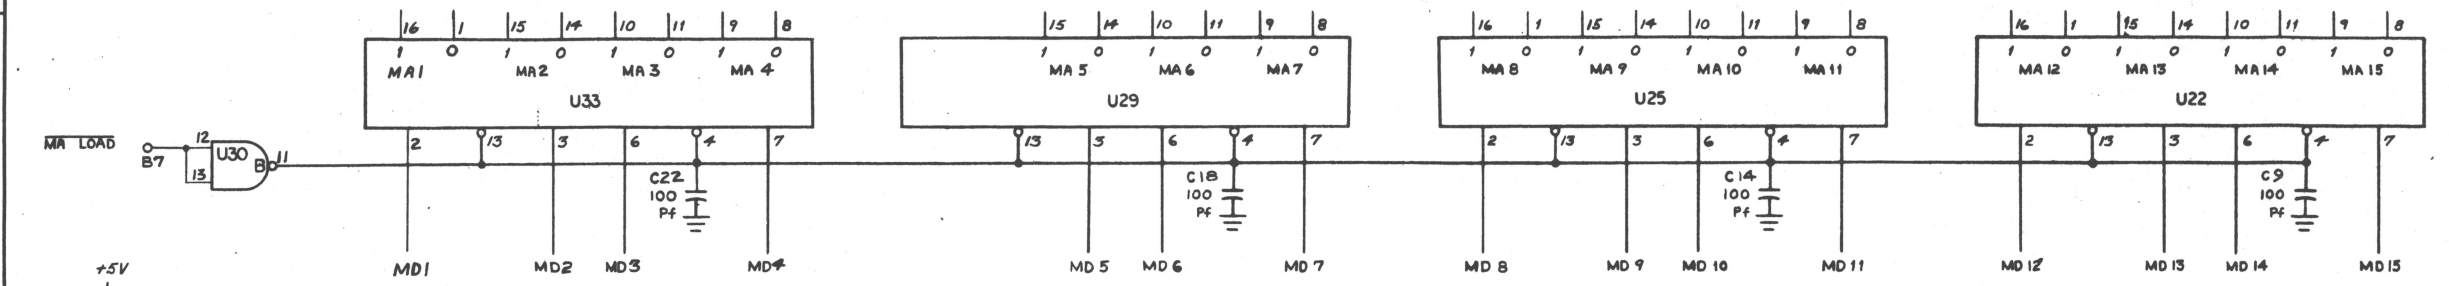 16 1 15 14 10 11 9 8 15 14 10 11 9 8 16 1 15 14 10 11 9 8 16 1 15 14 10 11 9 8
1 0 1 0 1 0 1 0 1 0 1 0 1 0 1 0 1 0 1 0 1 0 1 0 1 0 1 0 1 0
MA1 MA2 MA3 MA4 MA5 MA6 MA7 MA8 MA9 MA10 MA11 MA12 MA13 MA14 MA15
U33 U29 U25 U22
MA LOAD 12 2 13 3 6 4 7 13 5 6 4 7 2 13 3 6 4 7 2 13 3 6 4 7
B7 U30 B 11
13 C22 C18 C14 C9
100 100 100 100
Pf Pf Pf Pf
+5V MD1 MD2 MD3 MD4 MD5 MD6 MD7 MD8 MD9 MD10 MD11 MD12 MD13 MD14 MD15